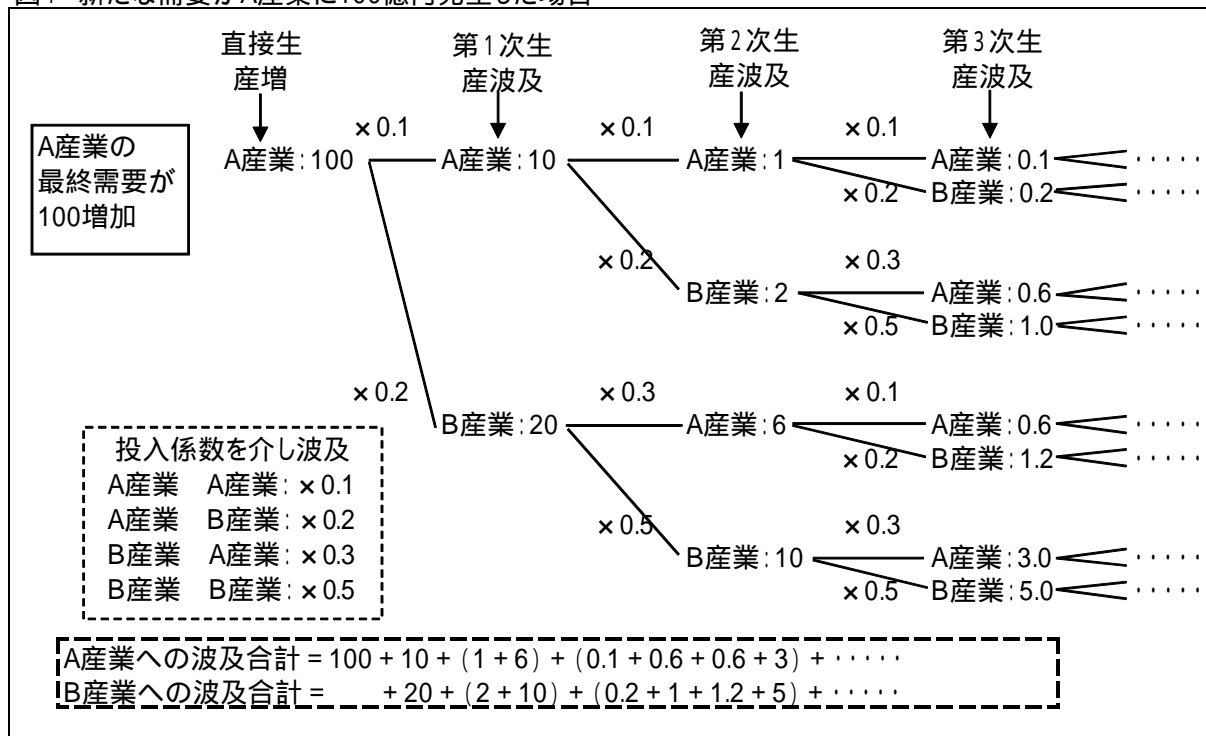 直接生
産増
第1次生
産波及
第2次生
産波及
第3次生
産波及
A産業の
最終需要が
100増加
A産業:100
×0.1
A産業:10
×0.1
A産業:1
×0.1
A産業:0.1
・・・・・
×0.2
B産業:0.2
・・・・・
×0.2
B産業:2
×0.3
A産業:0.6
・・・・・
×0.5
B産業:1.0
・・・・・
×0.2
B産業:20
×0.3
A産業:6
×0.1
A産業:0.6
・・・・・
×0.2
B産業:1.2
・・・・・
×0.5
B産業:10
×0.3
A産業:3.0
・・・・・
×0.5
B産業:5.0
・・・・・
投入係数を介し波及
A産業 A産業:×0.1
A産業 B産業:×0.2
B産業 A産業:×0.3
B産業 B産業:×0.5
A産業への波及合計=100+10+(1+6)+(0.1+0.6+0.6+3)+・・・・・
B産業への波及合計= +20+(2+10)+(0.2+1+1.2+5)+・・・・・